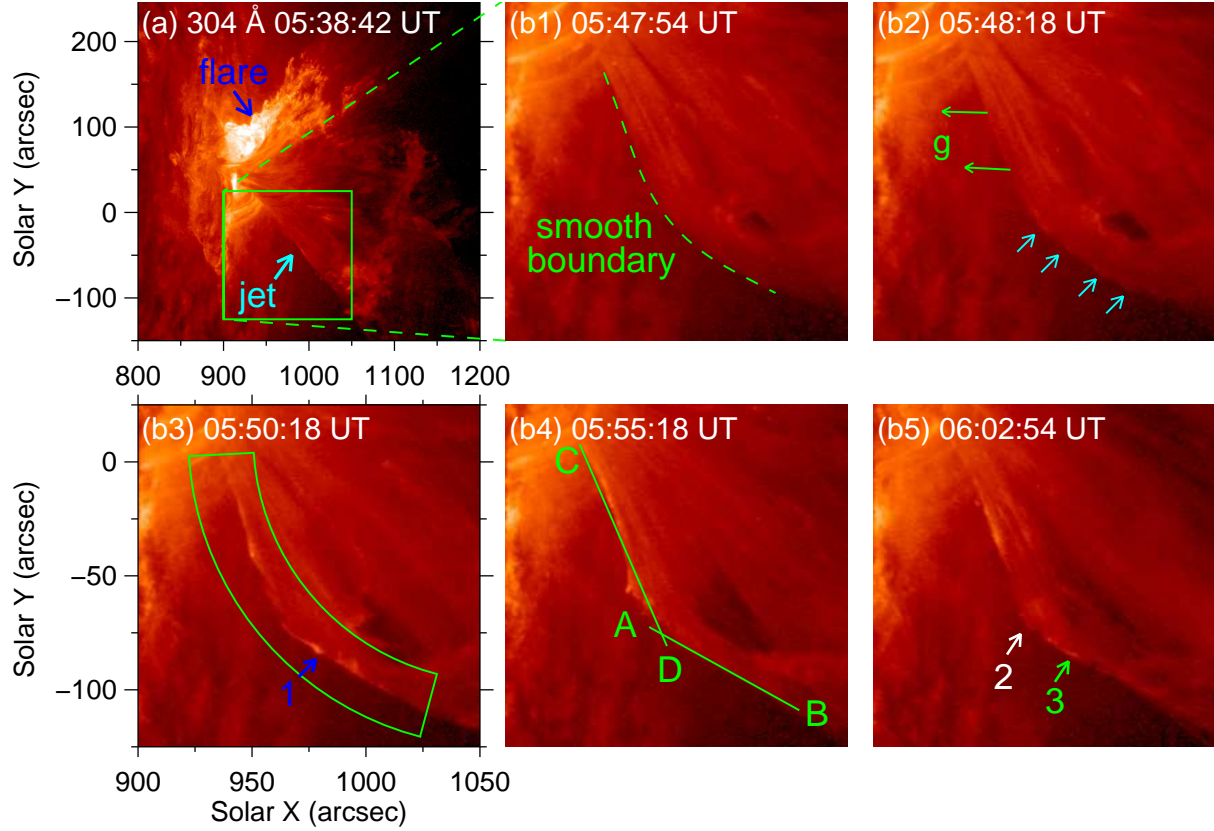 (a) 304 Å 05:38:42 UT
flare
jet
200
100
0
−100
Solar Y (arcsec)
800 900 1000 1100 1200
(b1) 05:47:54 UT
smooth
boundary
(b2) 05:48:18 UT
g
(b3) 05:50:18 UT
1
0
−50
−100
Solar Y (arcsec)
900 950 1000 1050
Solar X (arcsec)
(b4) 05:55:18 UT
C
A
D
B
(b5) 06:02:54 UT
2
3